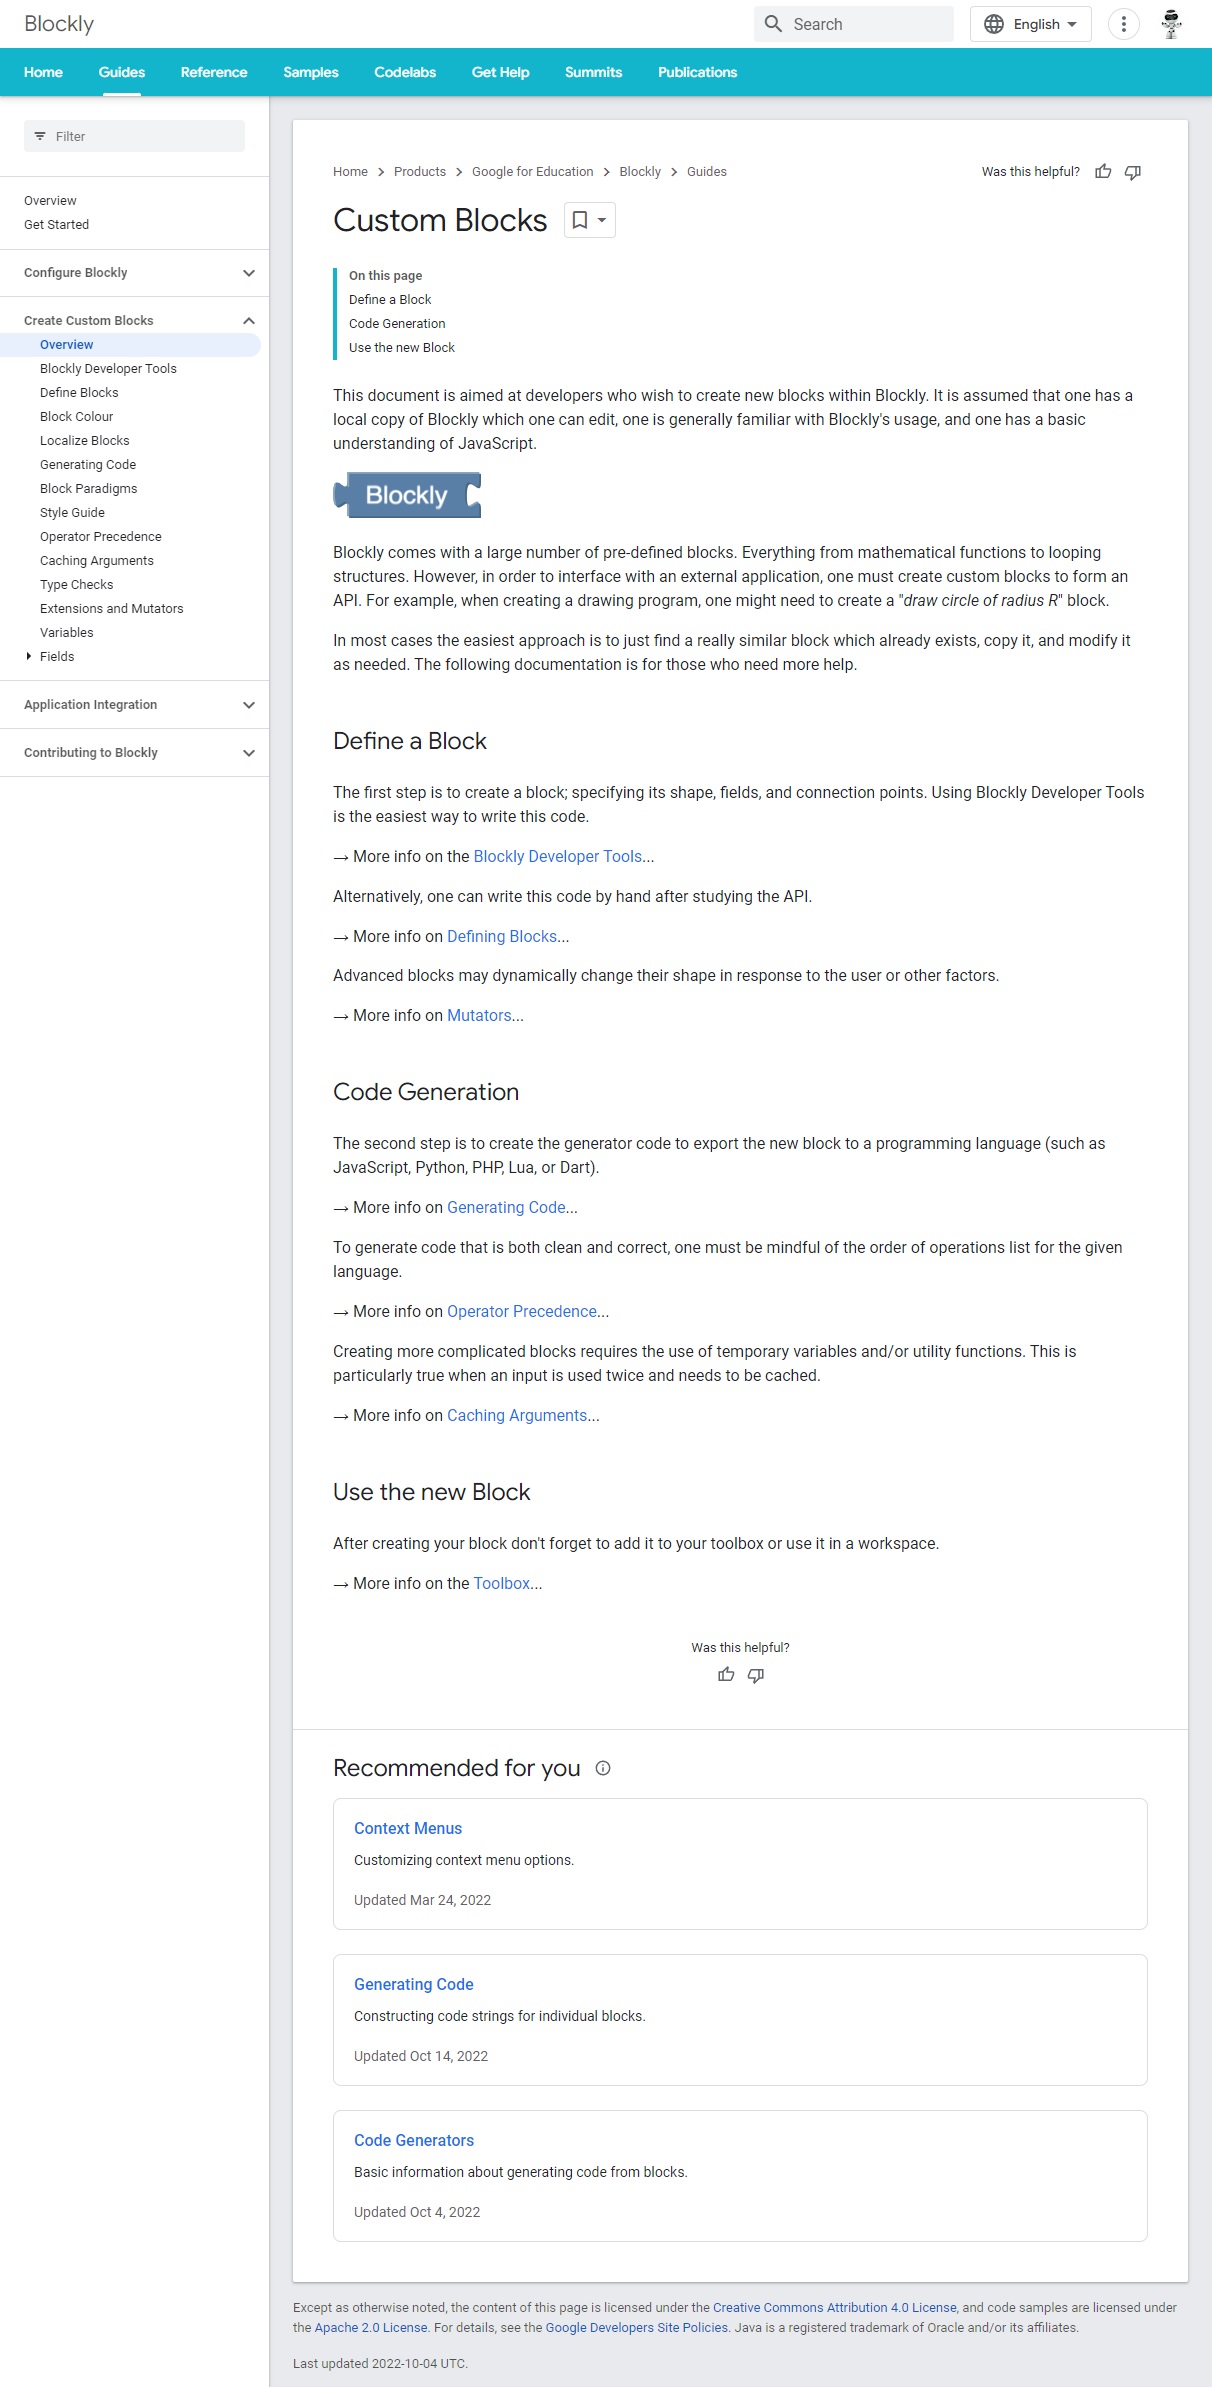 Blockly
Search
English
Home
Guides
Reference
Samples
Codelabs
Get Help
Summits
Publications
Filter
Overview
Get Started
Configure Blockly
Create Custom Blocks
Overview
Blockly Developer Tools
Define Blocks
Block Colour
Localize Blocks
Generating Code
Block Paradigms
Style Guide
Operator Precedence
Caching Arguments
Type Checks
Extensions and Mutators
Variables
Fields
Application Integration
Contributing to Blockly
Home > Products > Google for Education > Blockly > Guides
Was this helpful?
Custom Blocks
On this page
Define a Block
Code Generation
Use the new Block
This document is aimed at developers who wish to create new blocks within Blockly. It is assumed that one has a
local copy of Blockly which one can edit, one is generally familiar with Blockly's usage, and one has a basic
understanding of JavaScript.
Blockly
Blockly comes with a large number of pre-defined blocks. Everything from mathematical functions to looping
structures. However, in order to interface with an external application, one must create custom blocks to form an
API. For example, when creating a drawing program, one might need to create a "draw circle of radius R" block.
In most cases the easiest approach is to just find a really similar block which already exists, copy it, and modify it
as needed. The following documentation is for those who need more help.
Define a Block
The first step is to create a block; specifying its shape, fields, and connection points. Using Blockly Developer Tools
is the easiest way to write this code.
→ More info on the Blockly Developer Tools...
Alternatively, one can write this code by hand after studying the API.
→ More info on Defining Blocks...
Advanced blocks may dynamically change their shape in response to the user or other factors.
→ More info on Mutators...
Code Generation
The second step is to create the generator code to export the new block to a programming language (such as
JavaScript, Python, PHP, Lua, or Dart).
→ More info on Generating Code...
To generate code that is both clean and correct, one must be mindful of the order of operations list for the given
language.
→ More info on Operator Precedence...
Creating more complicated blocks requires the use of temporary variables and/or utility functions. This is
particularly true when an input is used twice and needs to be cached.
→ More info on Caching Arguments...
Use the new Block
After creating your block don't forget to add it to your toolbox or use it in a workspace.
→ More info on the Toolbox...
Was this helpful?
Recommended for you
Context Menus
Customizing context menu options.
Updated Mar 24, 2022
Generating Code
Constructing code strings for individual blocks.
Updated Oct 14, 2022
Code Generators
Basic information about generating code from blocks.
Updated Oct 4, 2022
Except as otherwise noted, the content of this page is licensed under the Creative Commons Attribution 4.0 License, and code samples are licensed under
the Apache 2.0 License. For details, see the Google Developers Site Policies. Java is a registered trademark of Oracle and/or its affiliates.
Last updated 2022-10-04 UTC.